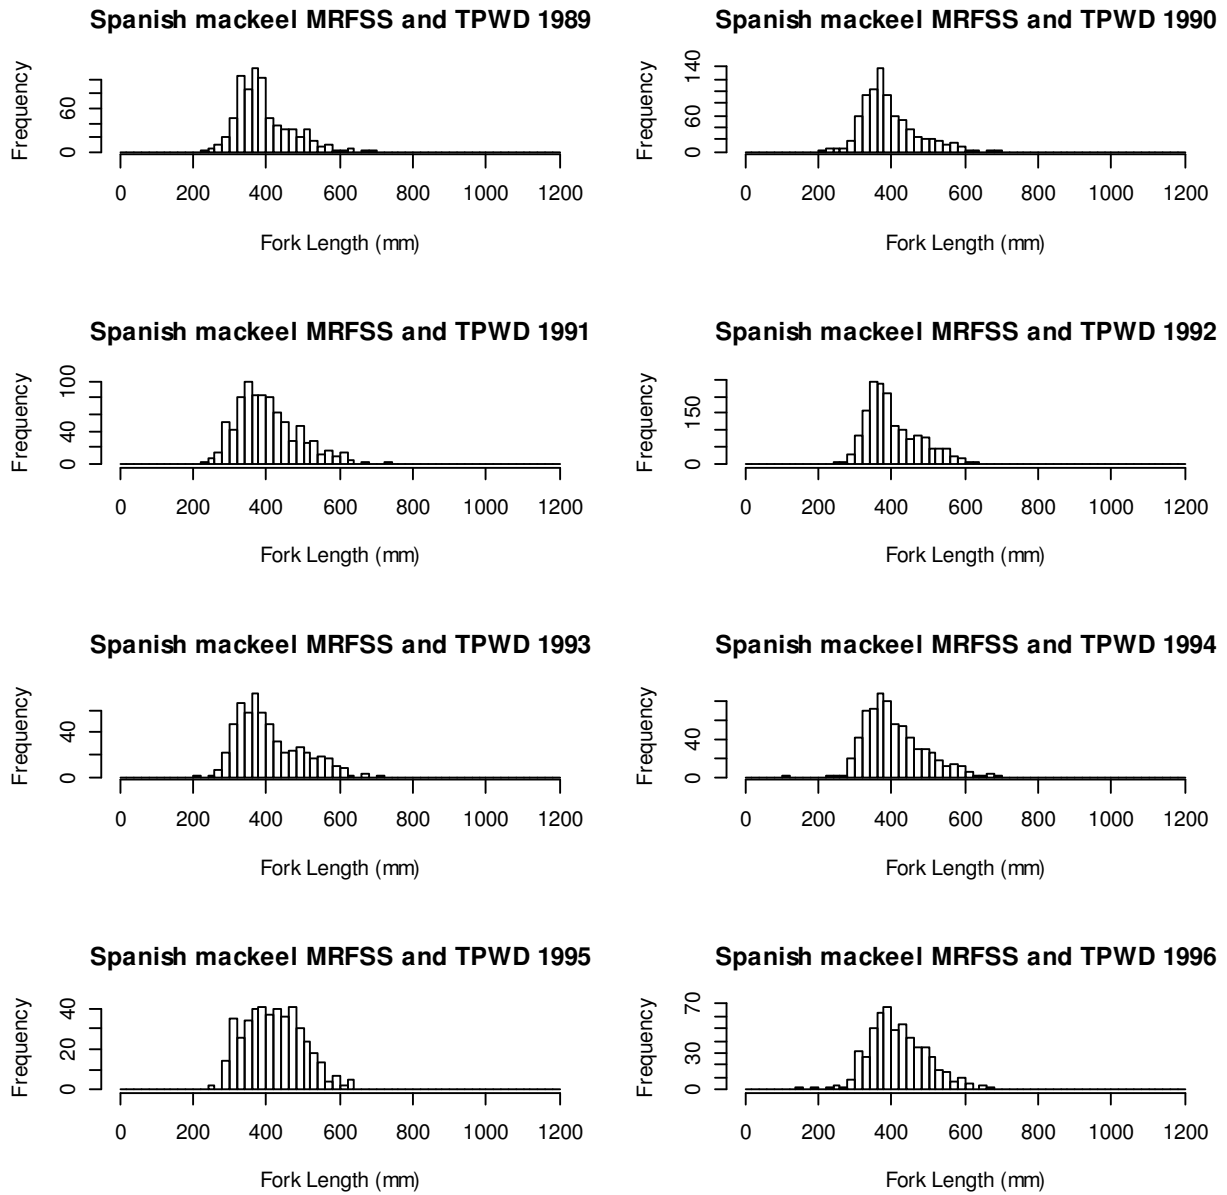 Spanish mackeel MRFSS and TPWD 1989
Frequency
0 60
0 200 400 600 800 1000 1200
Fork Length (mm)
Spanish mackeel MRFSS and TPWD 1990
Frequency
0 60 140
0 200 400 600 800 1000 1200
Fork Length (mm)
Spanish mackeel MRFSS and TPWD 1991
Frequency
0 40 100
0 200 400 600 800 1000 1200
Fork Length (mm)
Spanish mackeel MRFSS and TPWD 1992
Frequency
0 150
0 200 400 600 800 1000 1200
Fork Length (mm)
Spanish mackeel MRFSS and TPWD 1993
Frequency
0 40
0 200 400 600 800 1000 1200
Fork Length (mm)
Spanish mackeel MRFSS and TPWD 1994
Frequency
0 40
0 200 400 600 800 1000 1200
Fork Length (mm)
Spanish mackeel MRFSS and TPWD 1995
Frequency
0 20 40
0 200 400 600 800 1000 1200
Fork Length (mm)
Spanish mackeel MRFSS and TPWD 1996
Frequency
0 30 70
0 200 400 600 800 1000 1200
Fork Length (mm)